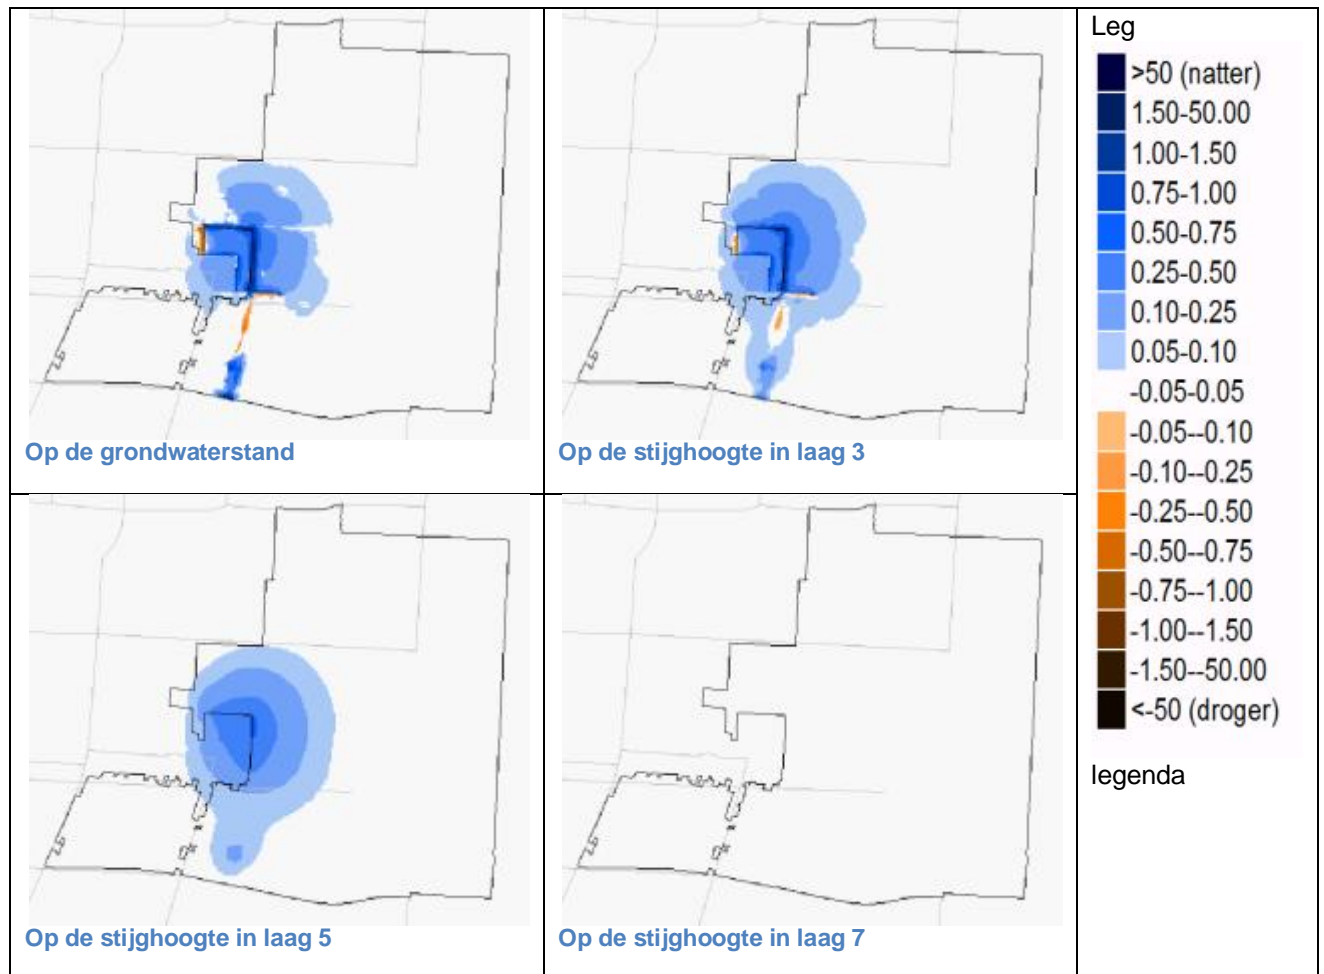 Op de grondwaterstand
Op de stijghoogte in laag 3
Leg
>50 (natter)
1.50-50.00
1.00-1.50
0.75-1.00
0.50-0.75
0.25-0.50
0.10-0.25
0.05-0.10
-0.05-0.05
-0.05--0.10
-0.10--0.25
-0.25--0.50
-0.50--0.75
-0.75--1.00
-1.00--1.50
-1.50--50.00
<-50 (droger)
legenda
Op de stijghoogte in laag 5
Op de stijghoogte in laag 7